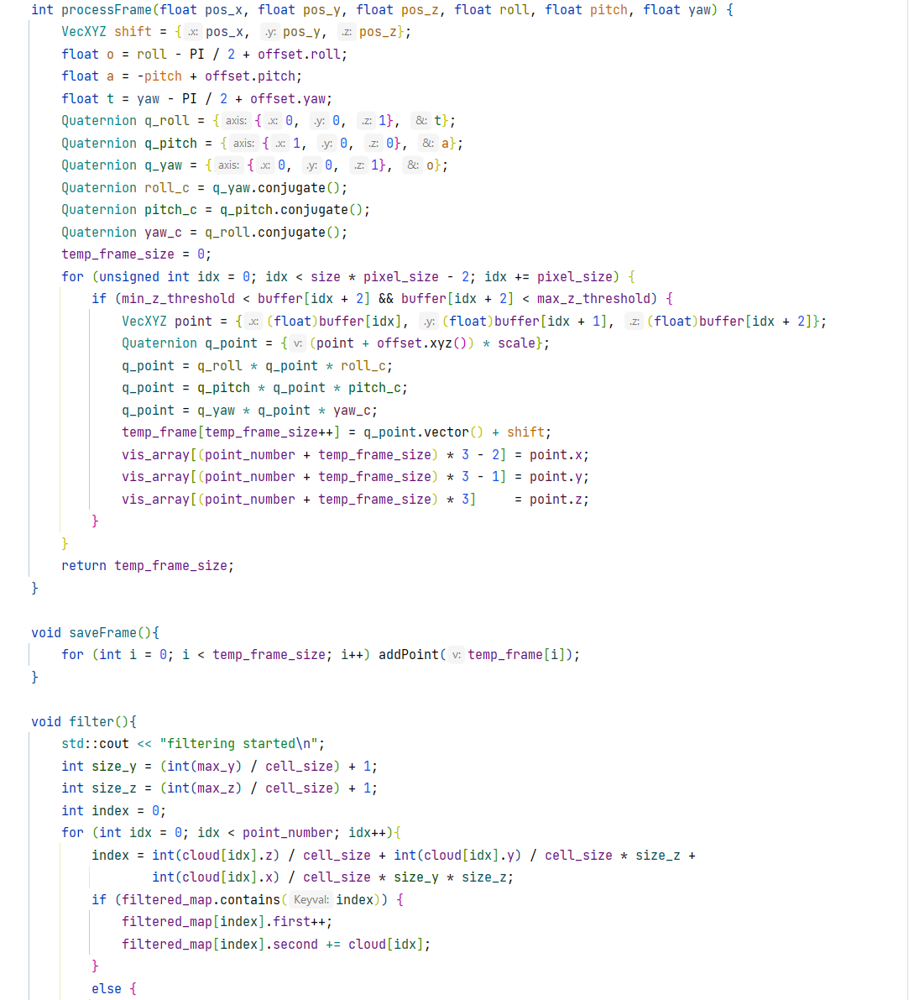 int processFrame(float pos_x, float pos_y, float pos_z, float roll, float pitch, float yaw) {
    VecXYZ shift = { .x: pos_x, .y: pos_y, .z: pos_z};
    float o = roll - PI / 2 + offset.roll;
    float a = -pitch + offset.pitch;
    float t = yaw - PI / 2 + offset.yaw;
    Quaternion q_roll = { axis: { .x: 0, .y: 0, .z: 1}, &: t};
    Quaternion q_pitch = { axis: { .x: 1, .y: 0, .z: 0}, &: a};
    Quaternion q_yaw = { axis: { .x: 0, .y: 0, .z: 1}, &: o};
    Quaternion roll_c = q_yaw.conjugate();
    Quaternion pitch_c = q_pitch.conjugate();
    Quaternion yaw_c = q_roll.conjugate();
    temp_frame_size = 0;
    for (unsigned int idx = 0; idx < size * pixel_size - 2; idx += pixel_size) {
        if (min_z_threshold < buffer[idx + 2] && buffer[idx + 2] < max_z_threshold) {
            VecXYZ point = { .x: (float)buffer[idx], .y: (float)buffer[idx + 1], .z: (float)buffer[idx + 2]};
            Quaternion q_point = { v: (point + offset.xyz()) * scale};
            q_point = q_roll * q_point * roll_c;
            q_point = q_pitch * q_point * pitch_c;
            q_point = q_yaw * q_point * yaw_c;
            temp_frame[temp_frame_size++] = q_point.vector() + shift;
            vis_array[(point_number + temp_frame_size) * 3 - 2] = point.x;
            vis_array[(point_number + temp_frame_size) * 3 - 1] = point.y;
            vis_array[(point_number + temp_frame_size) * 3]     = point.z;
        }
    }
    return temp_frame_size;
}

void saveFrame(){
    for (int i = 0; i < temp_frame_size; i++) addPoint( v: temp_frame[i]);
}

void filter(){
    std::cout << "filtering started\n";
    int size_y = (int(max_y) / cell_size) + 1;
    int size_z = (int(max_z) / cell_size) + 1;
    int index = 0;
    for (int idx = 0; idx < point_number; idx++){
        index = int(cloud[idx].z) / cell_size + int(cloud[idx].y) / cell_size * size_z +
                int(cloud[idx].x) / cell_size * size_y * size_z;
        if (filtered_map.contains( Keyval: index)) {
            filtered_map[index].first++;
            filtered_map[index].second += cloud[idx];
        }
        else {